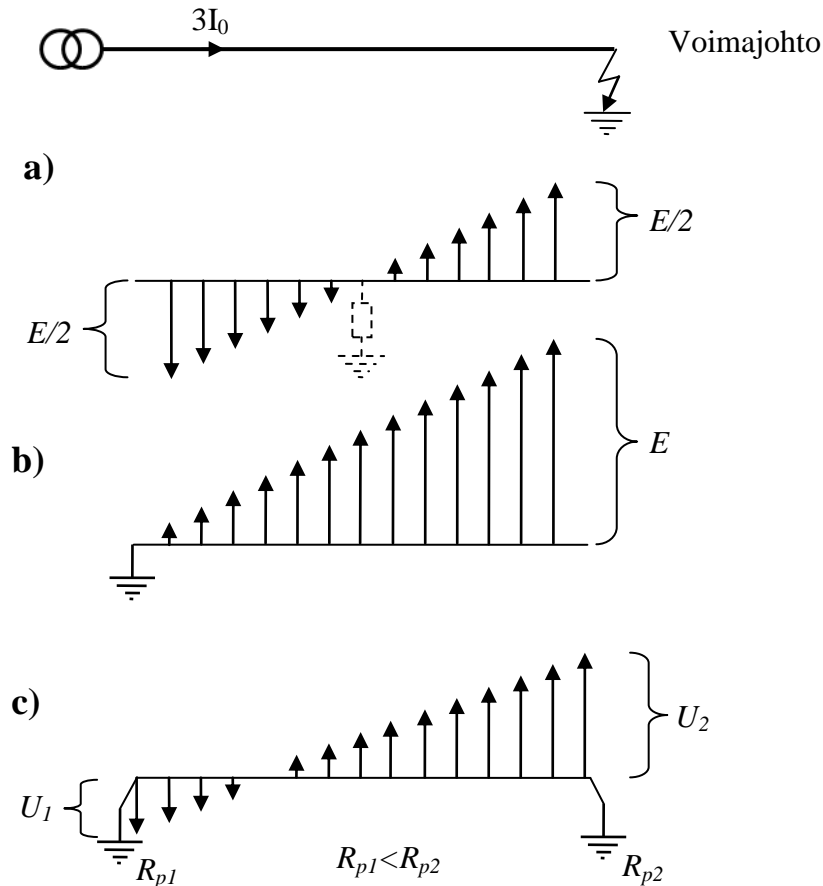 3I₀
Voimajohto
a)
E/2
E/2
b)
E
c)
U₂
U₁
Rₚ₁
Rₚ₁<Rₚ₂
Rₚ₂